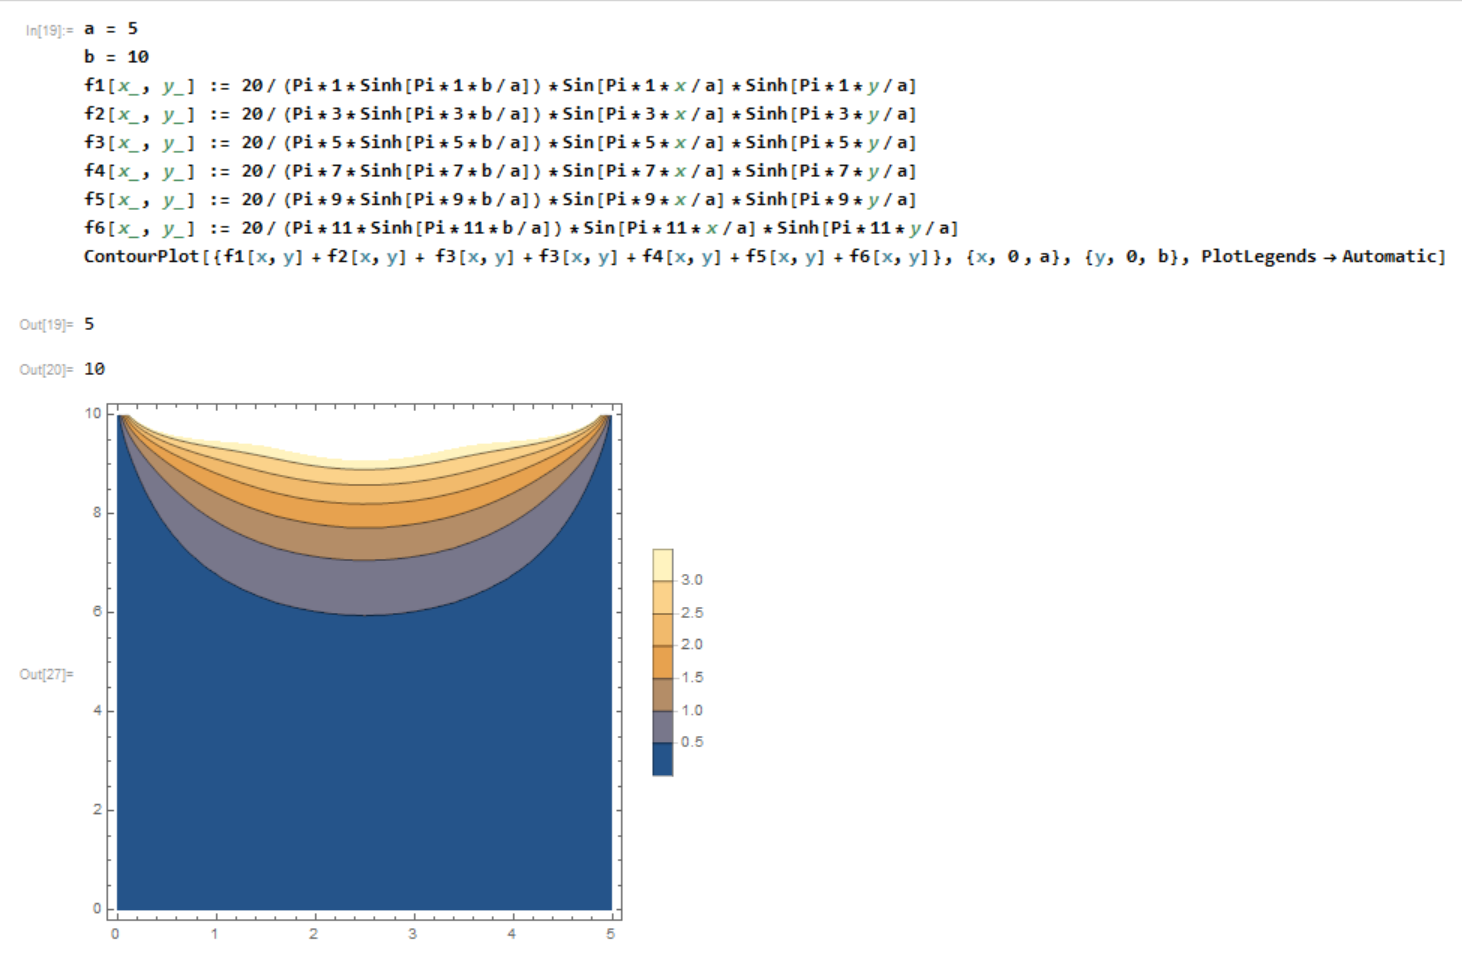 In[19]:= a = 5
b = 10
f1[x_, y_] := 20 / (Pi * 1 * Sinh[Pi * 1 * b / a]) * Sin[Pi * 1 * x / a] * Sinh[Pi * 1 * y / a]
f2[x_, y_] := 20 / (Pi * 3 * Sinh[Pi * 3 * b / a]) * Sin[Pi * 3 * x / a] * Sinh[Pi * 3 * y / a]
f3[x_, y_] := 20 / (Pi * 5 * Sinh[Pi * 5 * b / a]) * Sin[Pi * 5 * x / a] * Sinh[Pi * 5 * y / a]
f4[x_, y_] := 20 / (Pi * 7 * Sinh[Pi * 7 * b / a]) * Sin[Pi * 7 * x / a] * Sinh[Pi * 7 * y / a]
f5[x_, y_] := 20 / (Pi * 9 * Sinh[Pi * 9 * b / a]) * Sin[Pi * 9 * x / a] * Sinh[Pi * 9 * y / a]
f6[x_, y_] := 20 / (Pi * 11 * Sinh[Pi * 11 * b / a]) * Sin[Pi * 11 * x / a] * Sinh[Pi * 11 * y / a]
ContourPlot[{f1[x, y] + f2[x, y] + f3[x, y] + f3[x, y] + f4[x, y] + f5[x, y] + f6[x, y]}, {x, 0, a}, {y, 0, b}, PlotLegends → Automatic]
Out[19]= 5
Out[20]= 10
Out[27]=
10
8
6
4
2
0
0 1 2 3 4 5
3.0
2.5
2.0
1.5
1.0
0.5